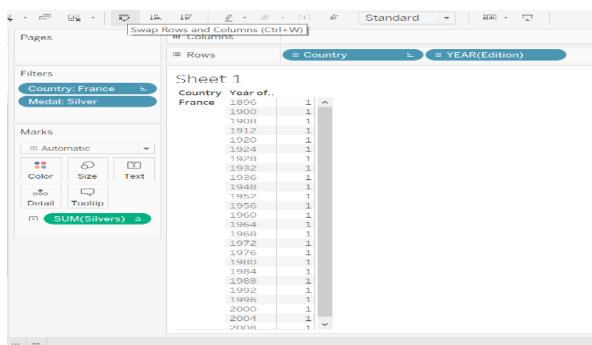 Standard
Swap Rows and Columns (Ctrl+W)
Pages
Columns
Rows
Country
YEAR(Edition)
Filters
Country: France
Medal: Silver
Marks
Automatic
Color
Size
Text
Detail
Tooltip
SUM(Silvers)
Sheet 1
Country Year of..
France 1896 1
1900 1
1908 1
1912 1
1920 1
1924 1
1928 1
1932 1
1936 1
1948 1
1952 1
1956 1
1960 1
1964 1
1968 1
1972 1
1976 1
1980 1
1984 1
1988 1
1992 1
1996 1
2000 1
2004 1
2008 1